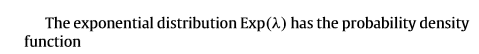 The exponential distribution Exp(λ) has the probability density
function